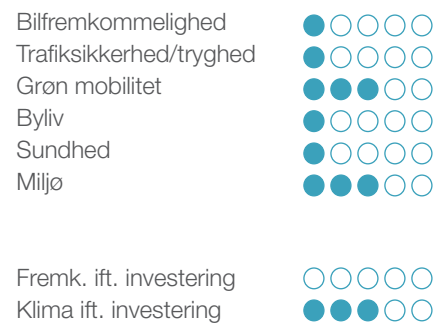 Bilfremkommelighed
Trafiksikkerhed/tryghed
Grøn mobilitet
Byliv
Sundhed
Miljø
Fremk. ift. investering
Klima ift. investering